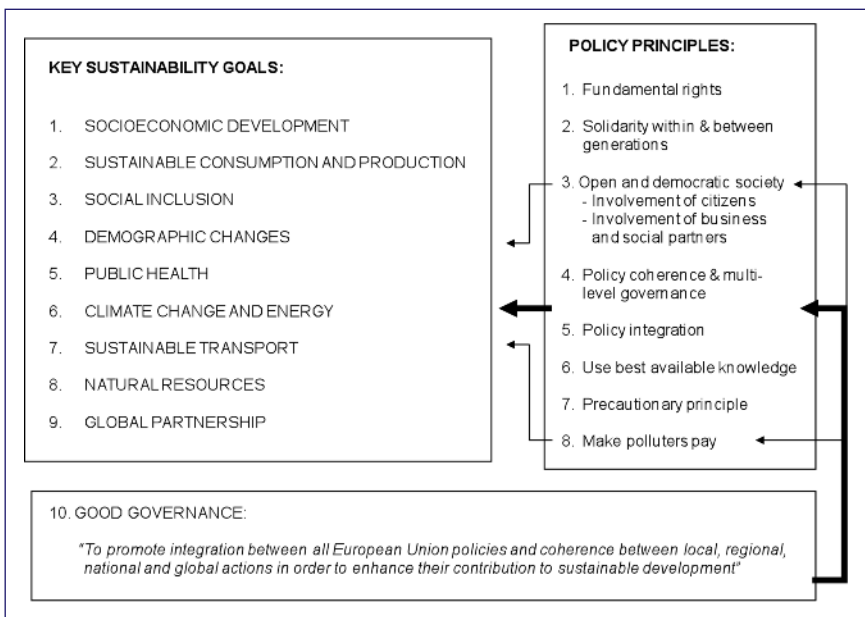 KEY SUSTAINABILITY GOALS:
1. SOCIOECONOMIC DEVELOPMENT
2. SUSTAINABLE CONSUMPTION AND PRODUCTION
3. SOCIAL INCLUSION
4. DEMOGRAPHIC CHANGES
5. PUBLIC HEALTH
6. CLIMATE CHANGE AND ENERGY
7. SUSTAINABLE TRANSPORT
8. NATURAL RESOURCES
9. GLOBAL PARTNERSHIP
POLICY PRINCIPLES:
1. Fundamental rights
2. Solidarity within & between
generations
3. Open and democratic society
- Involvement of citizens
- Involvement of business
and social partners
4. Policy coherence & multi-
level governance
5. Policy integration
6. Use best available knowledge
7. Precautionary principle
8. Make polluters pay
10. GOOD GOVERNANCE:
"To promote integration between all European Union policies and coherence between local, regional,
national and global actions in order to enhance their contribution to sustainable development"